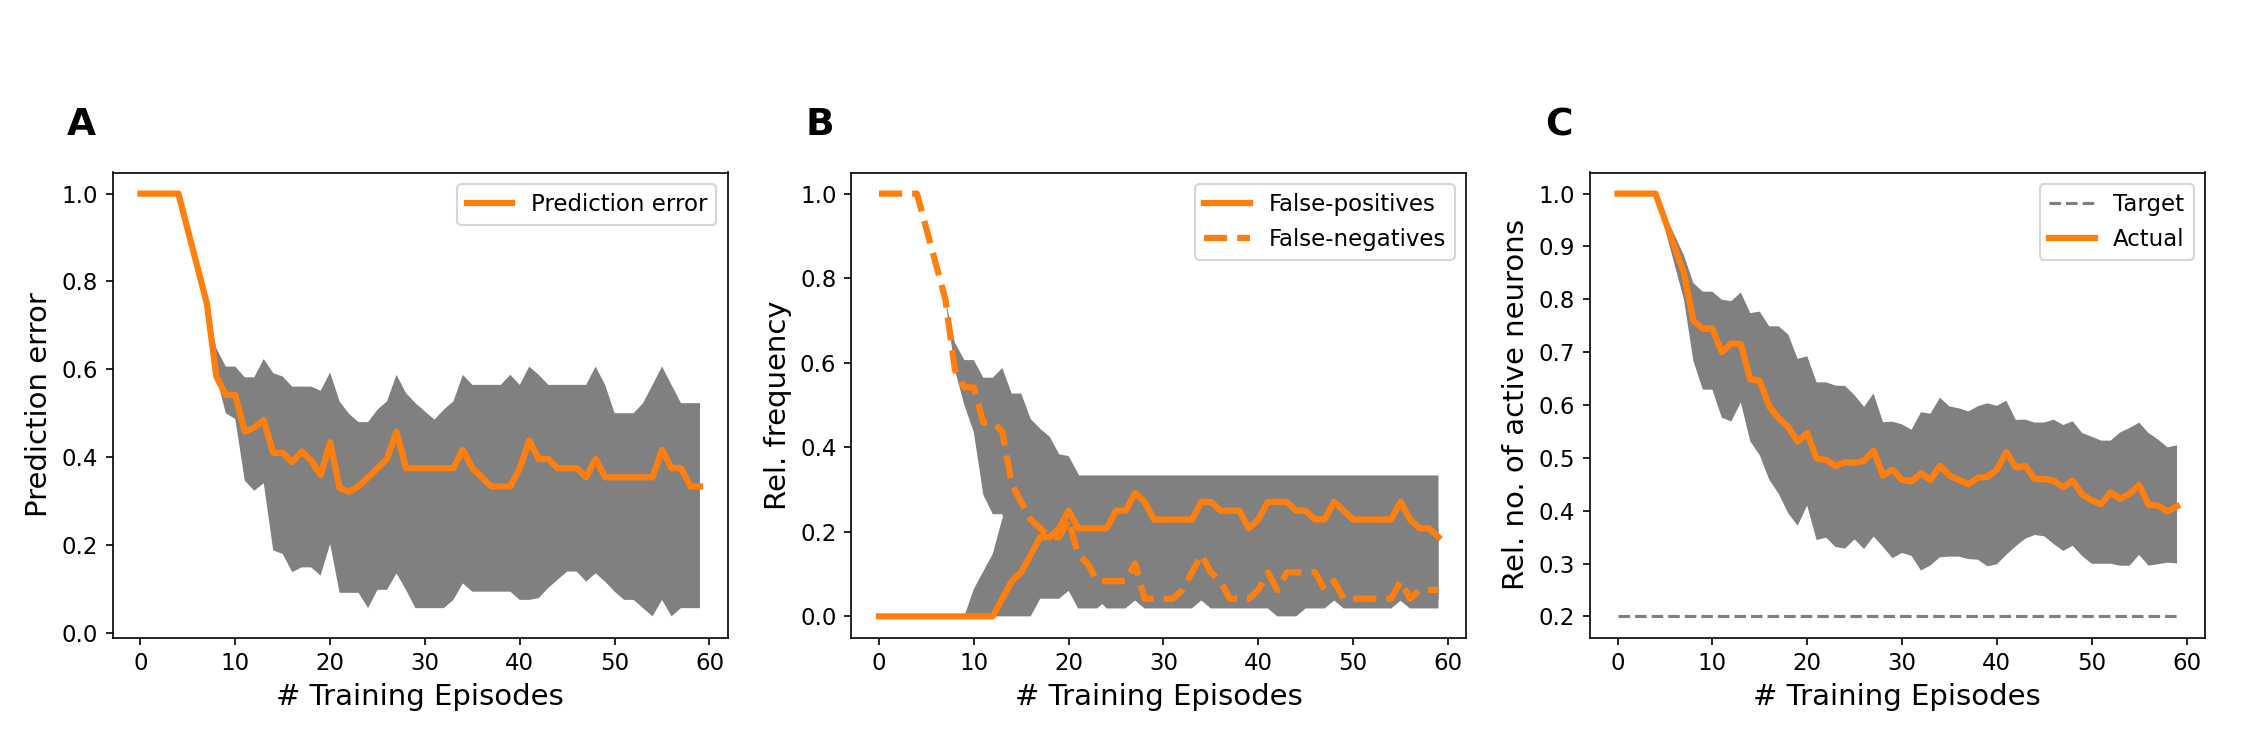 A
Prediction error
1.0
0.8
0.6
0.4
0.2
0.0
Prediction error
0 10 20 30 40 50 60
# Training Episodes
B
Rel. frequency
1.0
0.8
0.6
0.4
0.2
0.0
False-positives
False-negatives
0 10 20 30 40 50 60
# Training Episodes
C
Rel. no. of active neurons
1.0
0.9
0.8
0.7
0.6
0.5
0.4
0.3
0.2
Target
Actual
0 10 20 30 40 50 60
# Training Episodes